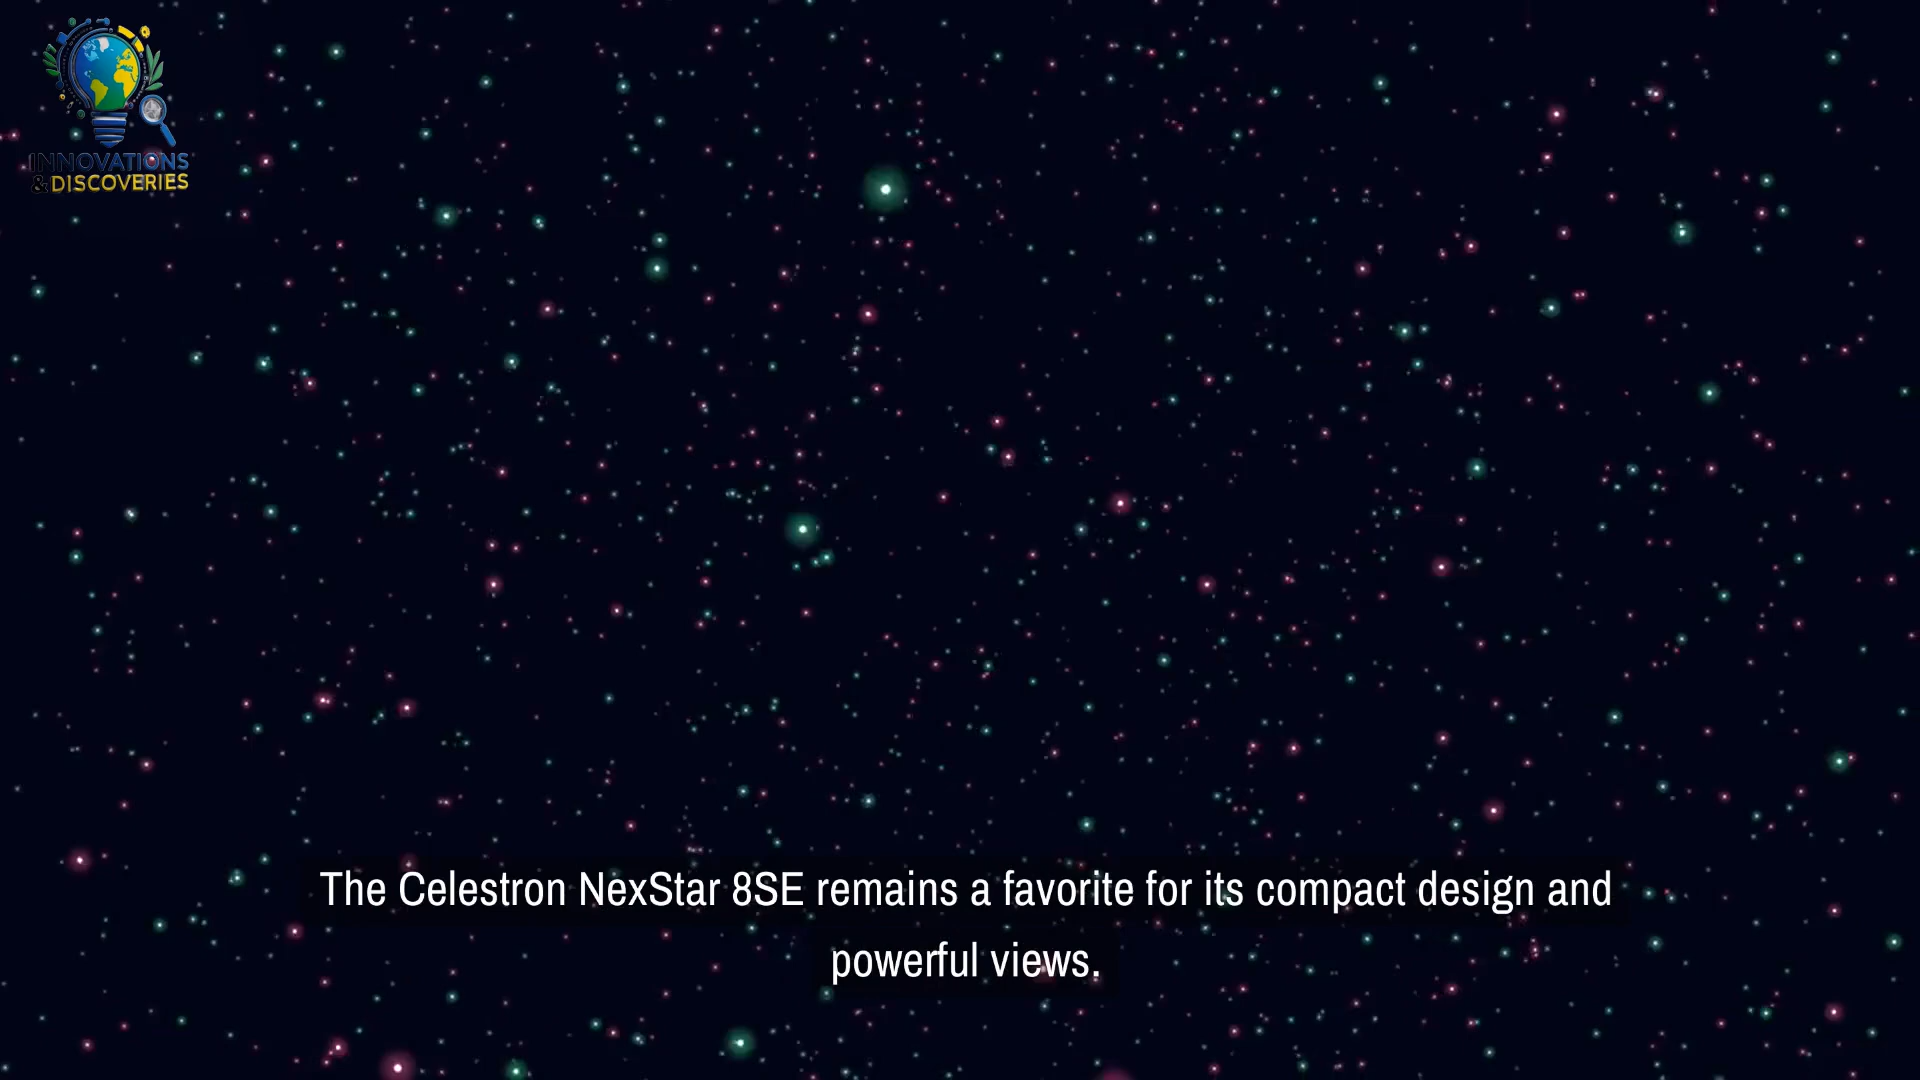 INNOVATIONS
& DISCOVERIES
The Celestron NexStar 8SE remains a favorite for its compact design and
powerful views.